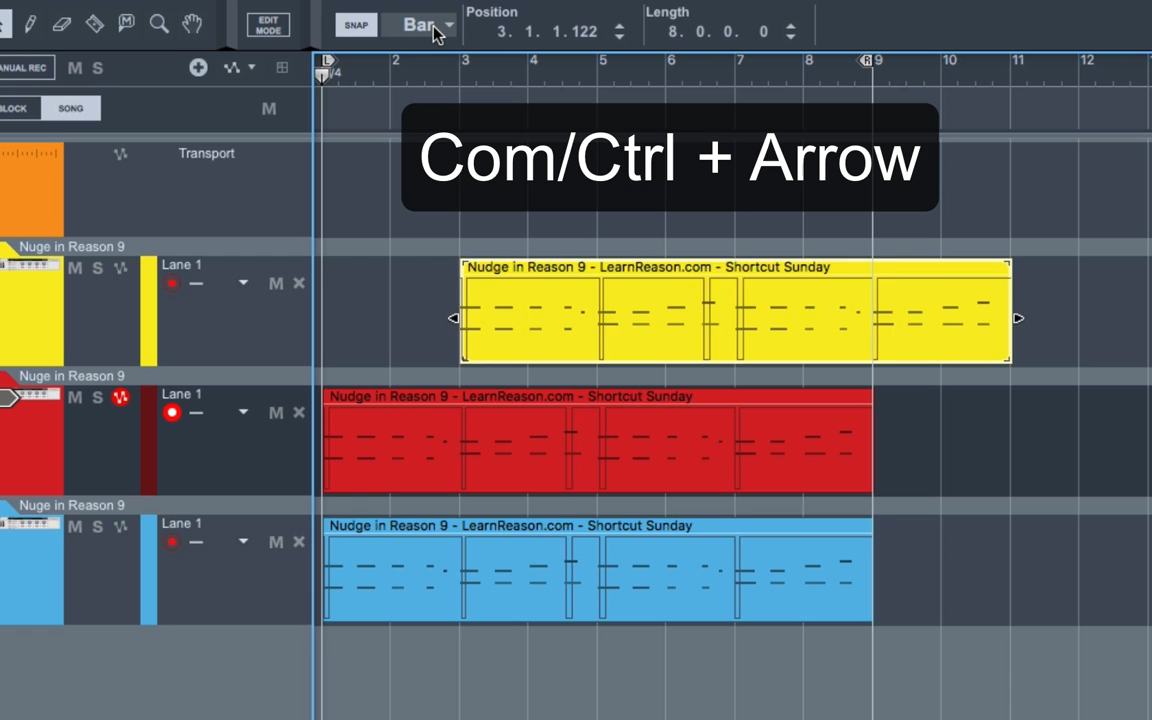 EDIT
MODE
SNAP
Bar
Position
3. 1. 1. 122
Length
8. 0. 0. 0
ANUAL REC
M S
L
/4
2 3 4 5 6 7 R 9 10 11 12
LOCK
SONG
M
Com/Ctrl + Arrow
Transport
Nuge in Reason 9
M S
Lane 1
M
Nudge in Reason 9 - LearnReason.com - Shortcut Sunday
Nuge in Reason 9
M S
Lane 1
M
Nudge in Reason 9 - LearnReason.com - Shortcut Sunday
Nuge in Reason 9
M S
Lane 1
M
Nudge in Reason 9 - LearnReason.com - Shortcut Sunday